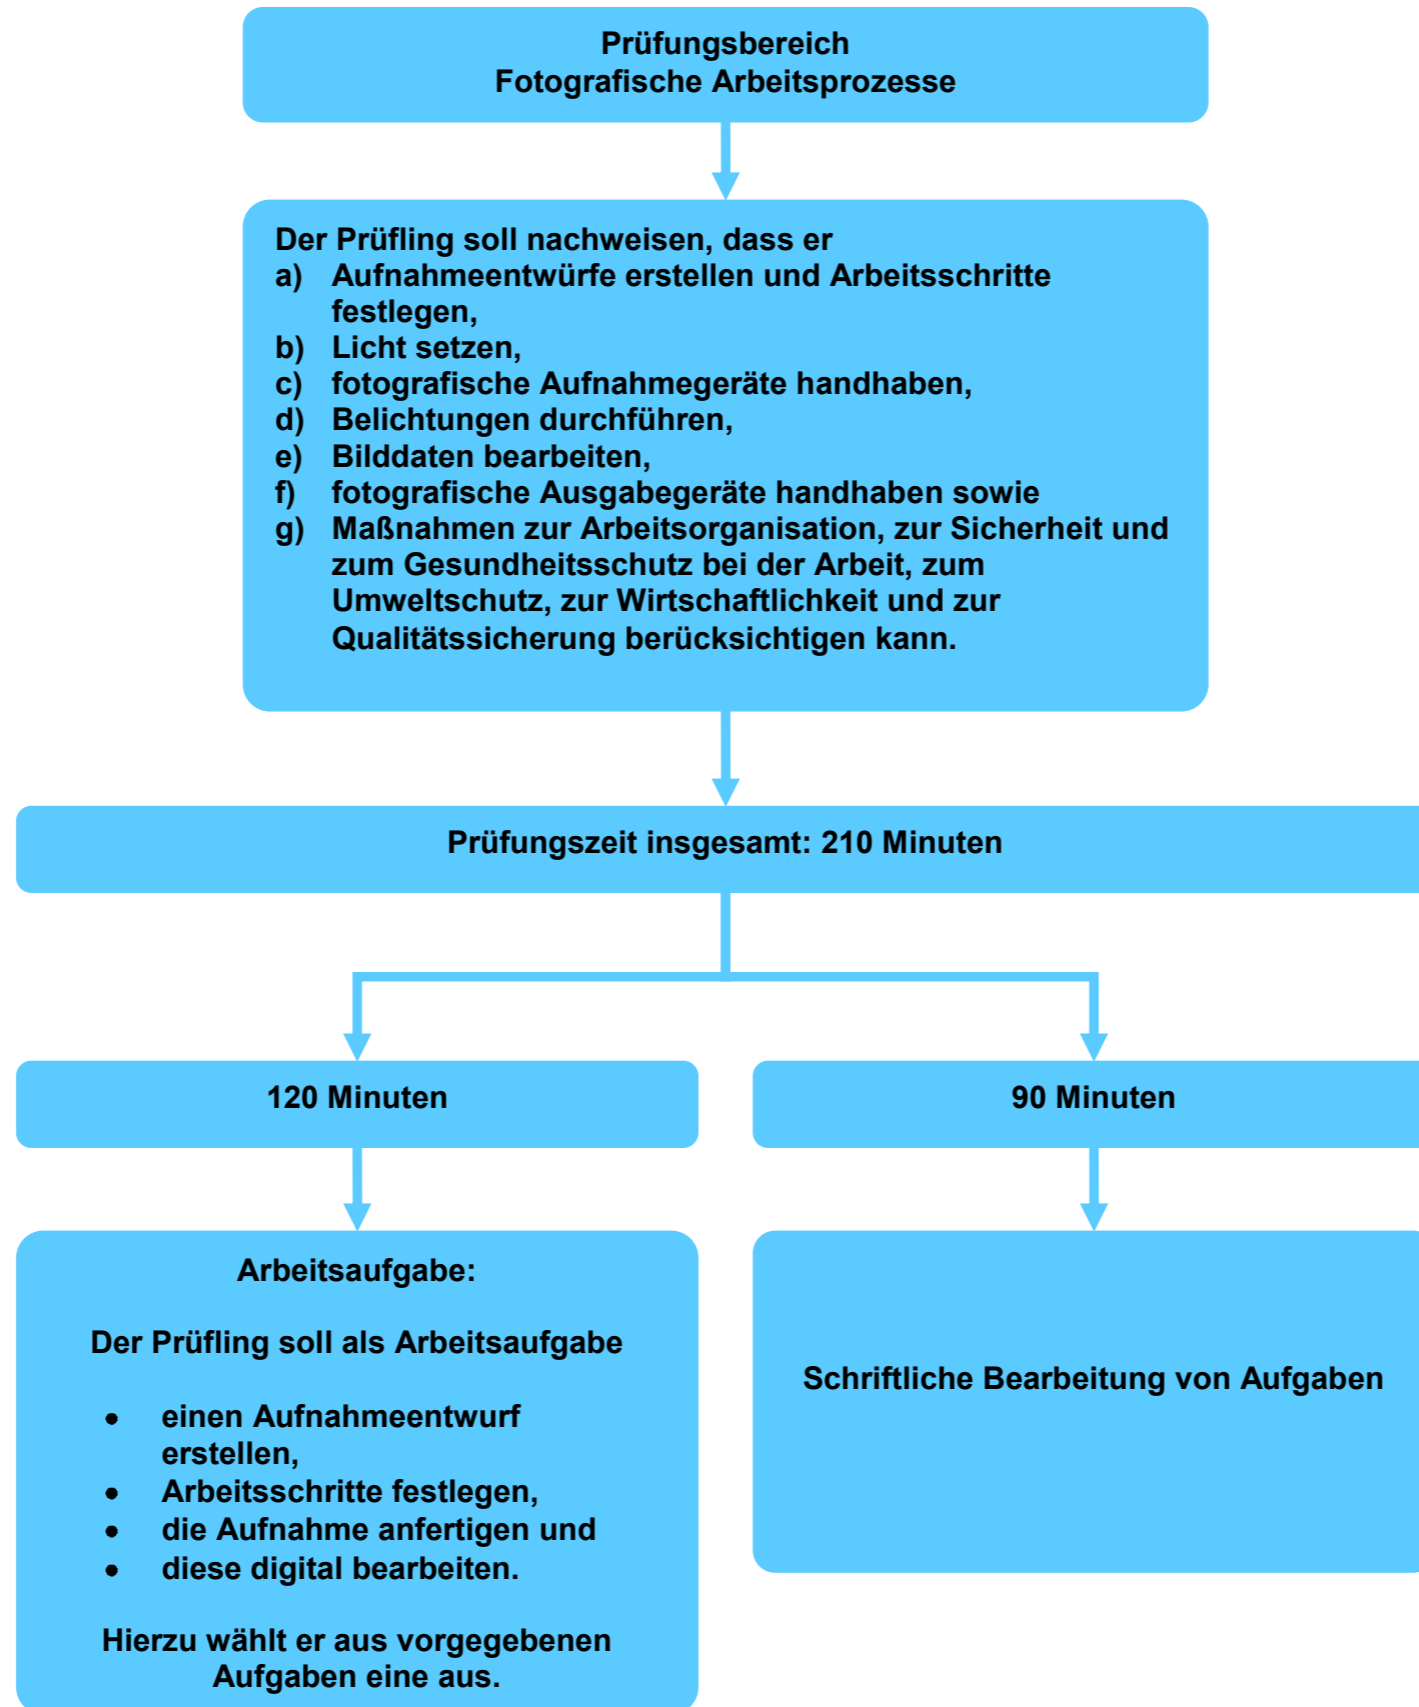 Prüfungsbereich
Fotografische Arbeitsprozesse
Der Prüfling soll nachweisen, dass er
a) Aufnahmeentwürfe erstellen und Arbeitsschritte
festlegen,
b) Licht setzen,
c) fotografische Aufnahmegeräte handhaben,
d) Belichtungen durchführen,
e) Bilddaten bearbeiten,
f) fotografische Ausgabegeräte handhaben sowie
g) Maßnahmen zur Arbeitsorganisation, zur Sicherheit und
zum Gesundheitsschutz bei der Arbeit, zum
Umweltschutz, zur Wirtschaftlichkeit und zur
Qualitätssicherung berücksichtigen kann.
Prüfungszeit insgesamt: 210 Minuten
120 Minuten
90 Minuten
Arbeitsaufgabe:
Der Prüfling soll als Arbeitsaufgabe
• einen Aufnahmeentwurf
erstellen,
• Arbeitsschritte festlegen,
• die Aufnahme anfertigen und
• diese digital bearbeiten.
Hierzu wählt er aus vorgegebenen
Aufgaben eine aus.
Schriftliche Bearbeitung von Aufgaben